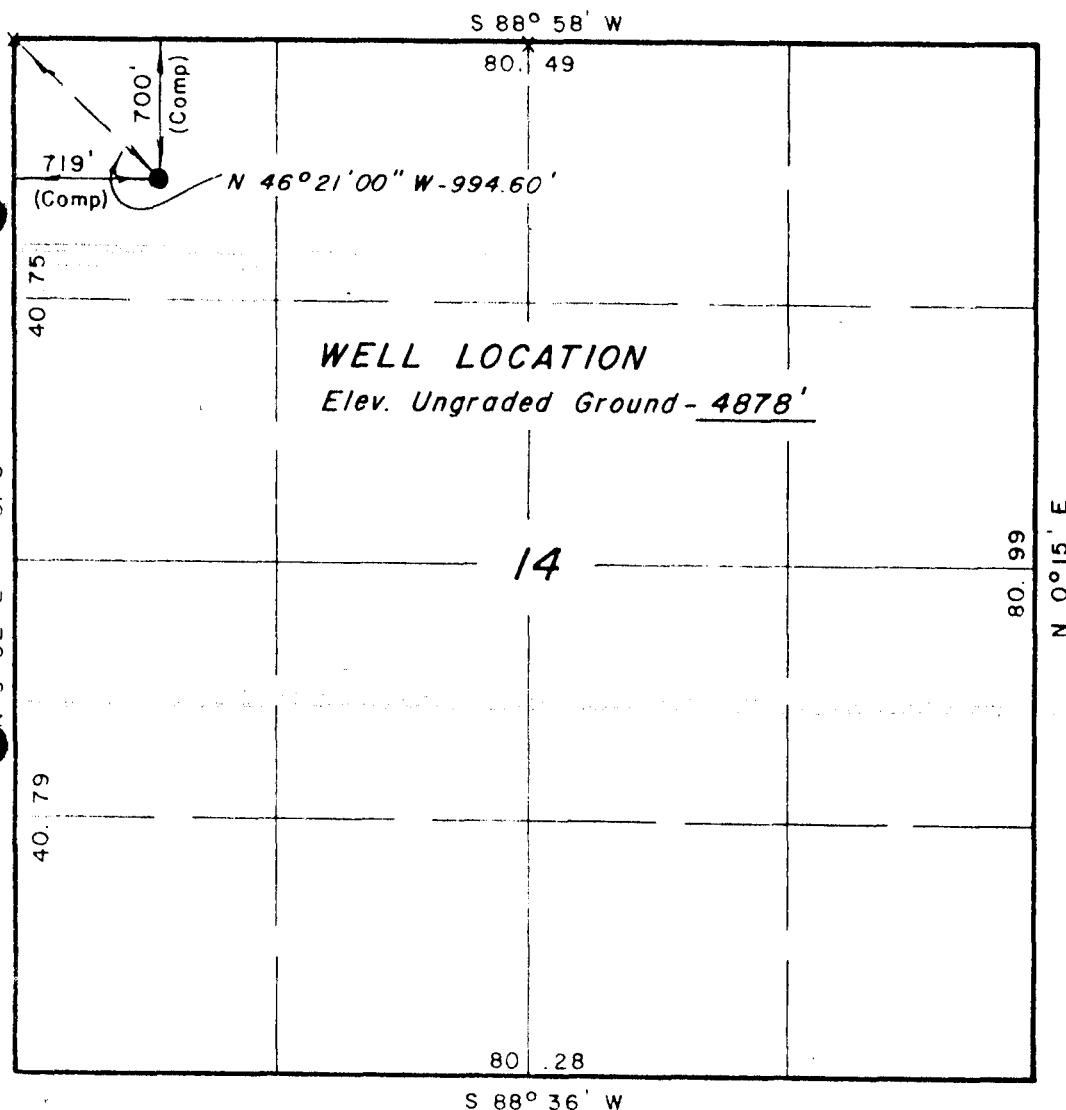 S 88° 58' W
80. 49
700'
(Comp)
719'
(Comp)
N 46°21'00" W-994.60'
40 75
WELL LOCATION
Elev. Ungraded Ground - 4878'
14
80. 99
N 0°15' E
40. 79
80 .28
S 88° 36' W